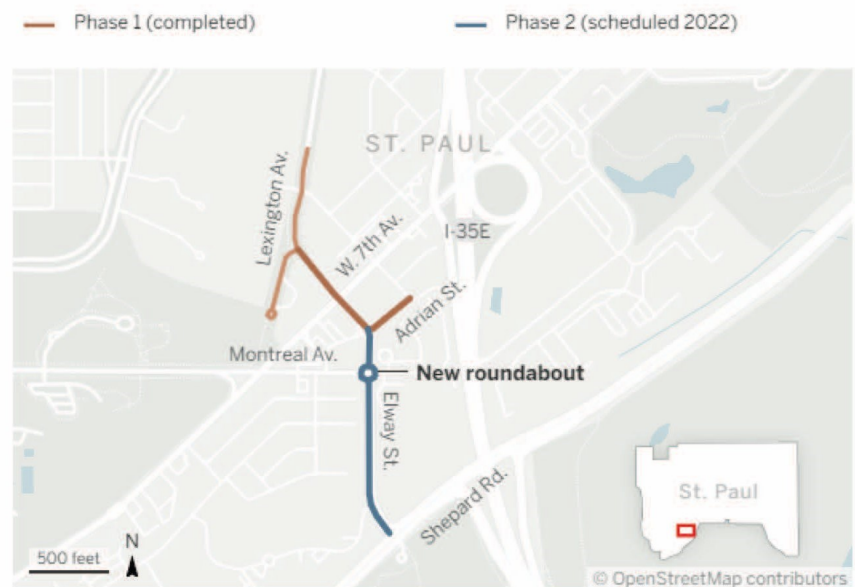 Phase 1 (completed)
Phase 2 (scheduled 2022)
ST. PAUL
Lexington Av.
W. 7th Av.
I-35E
Adrian St.
Montreal Av.
New roundabout
Elway St.
Shepard Rd.
St. Paul
500 feet
N
© OpenStreetMap contributors